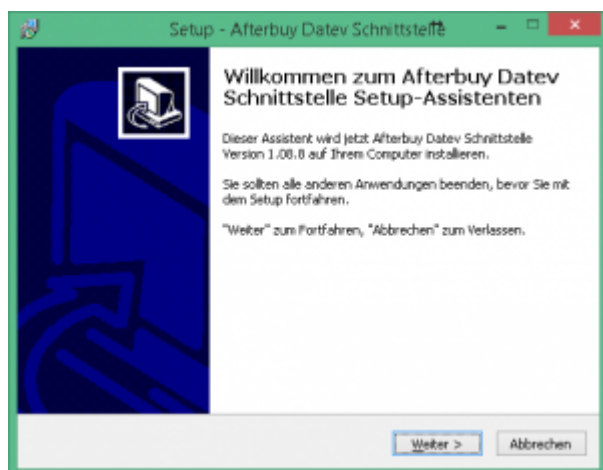 Setup - Afterbuy Datev Schnittstelle
Willkommen zum Afterbuy Datev
Schnittstelle Setup-Assistenten
Dieser Assistent wird jetzt Afterbuy Datev Schnittstelle
Version 1.08.8 auf Ihrem Computer installieren.
Sie sollten alle anderen Anwendungen beenden, bevor Sie mit
dem Setup fortfahren.
"Weiter" zum Fortfahren, "Abbrechen" zum Verlassen.
Weiter >
Abbrechen